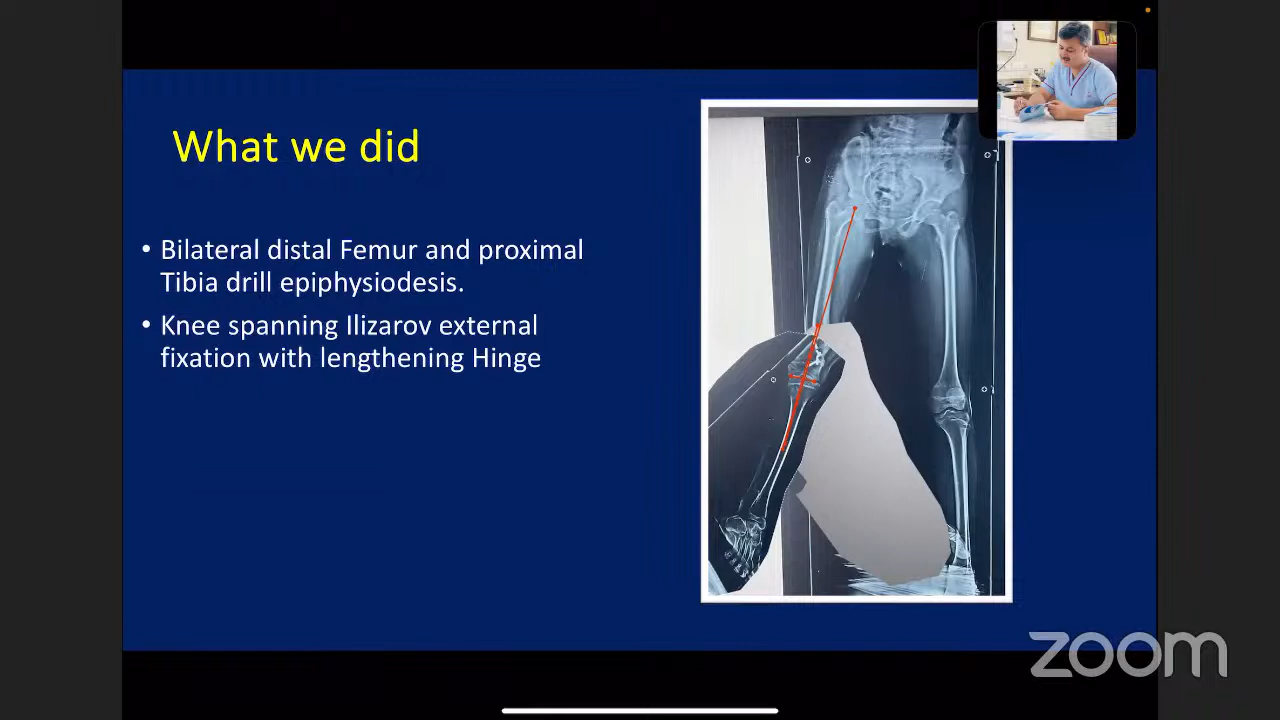 What we did
• Bilateral distal Femur and proximal
Tibia drill epiphysiodesis.
• Knee spanning Ilizarov external
fixation with lengthening Hinge
zoom